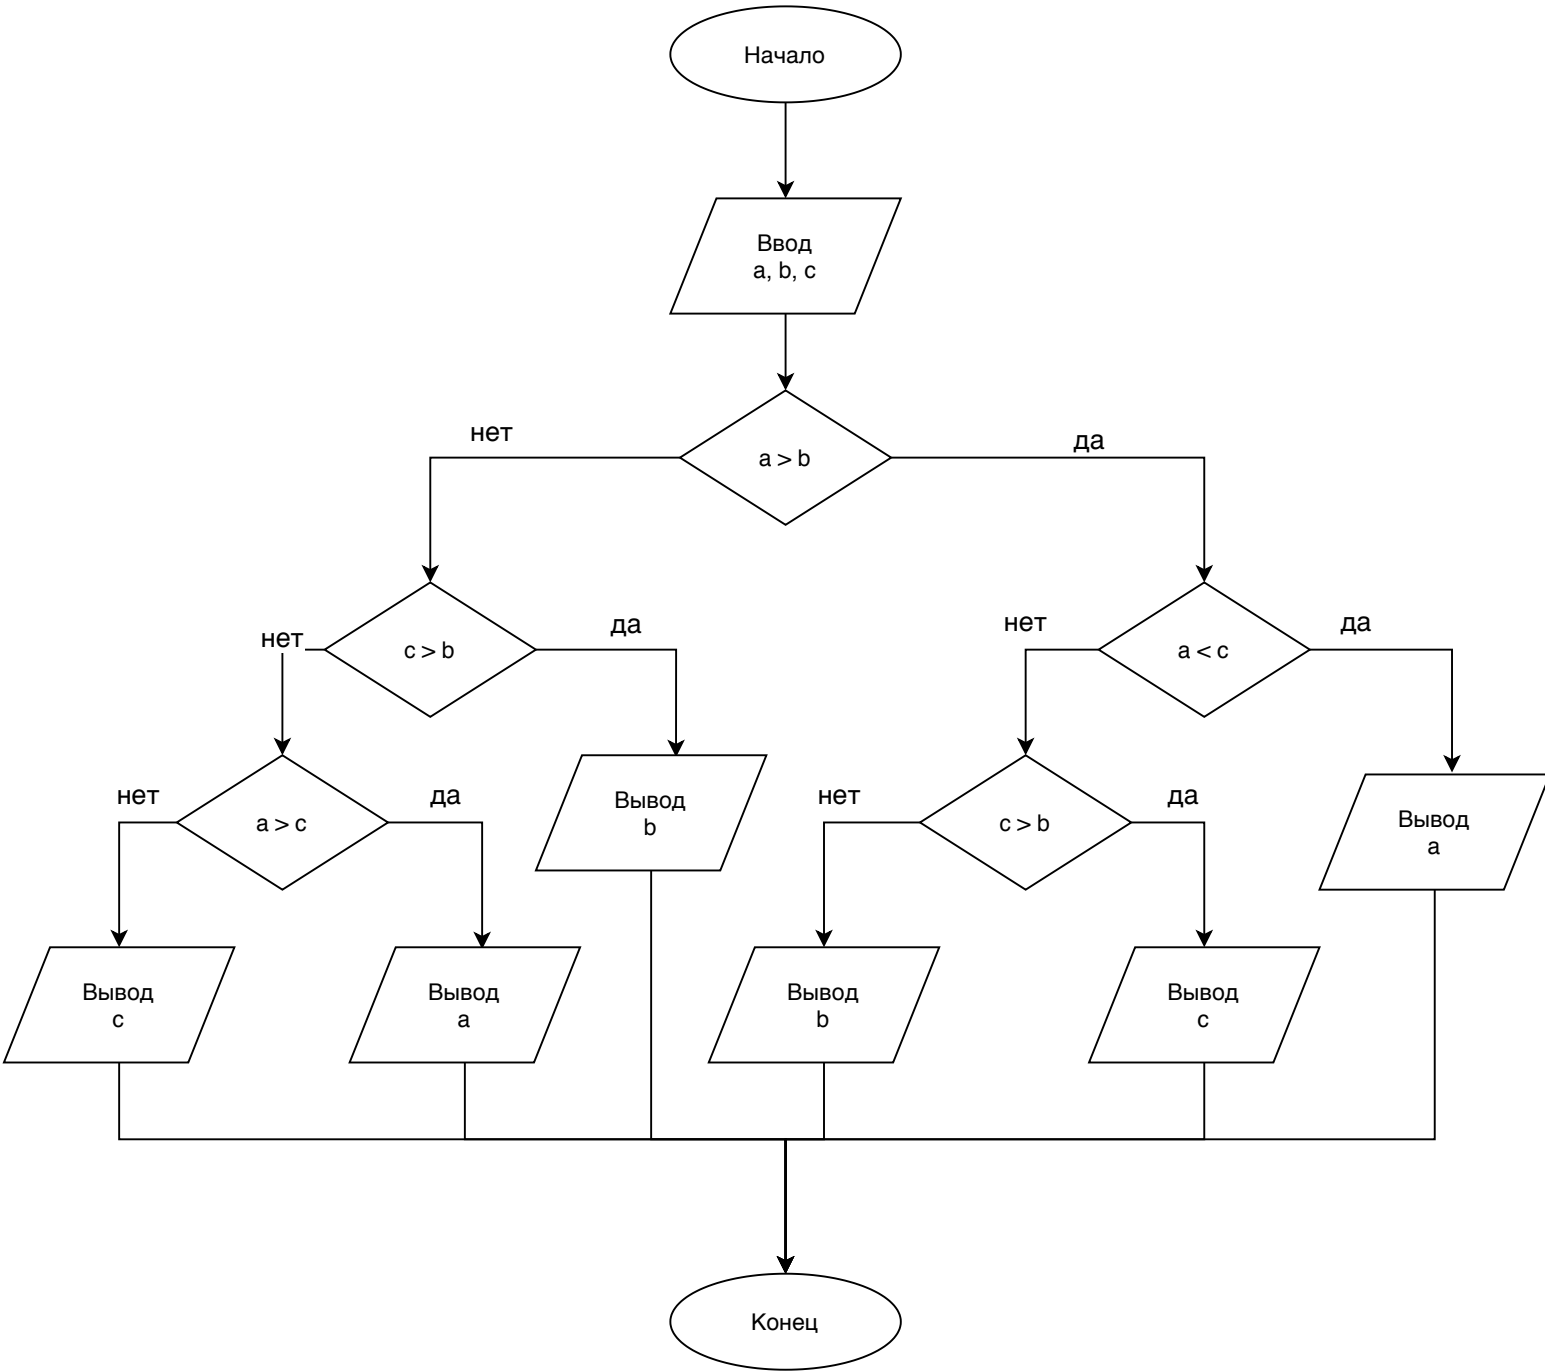 Начало
Ввод
a, b, c
a > b
нет
да
c > b
нет
да
a < c
нет
да
a > c
нет
да
Вывод
b
c > b
нет
да
Вывод
a
Вывод
c
Вывод
a
Вывод
b
Вывод
c
Конец